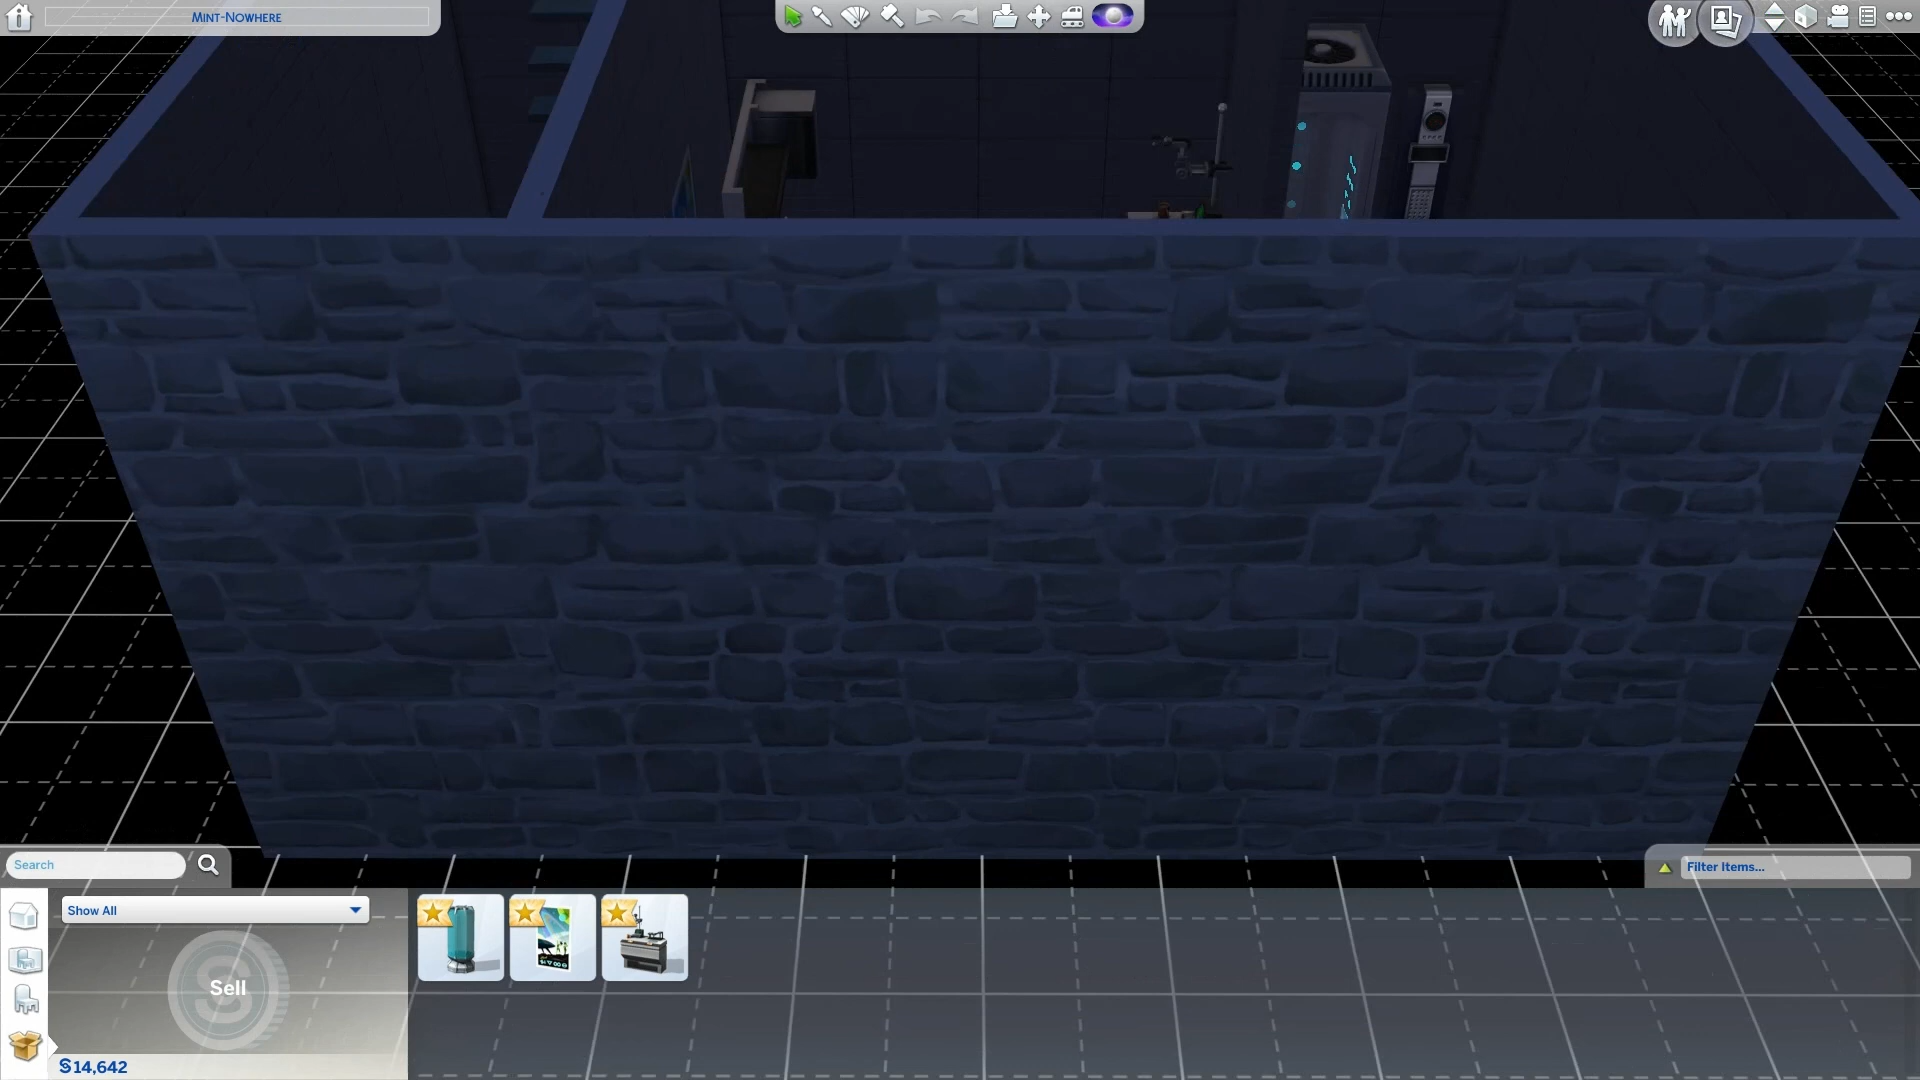 Mint-Nowhere
Search
Filter Items...
Show All
Sell
§14,642